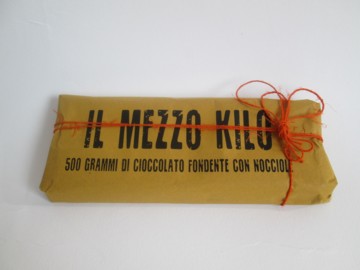 IL MEZZO KILO
500 GRAMMI DI CIOCCOLATO FONDENTE CON NOCCIOLE